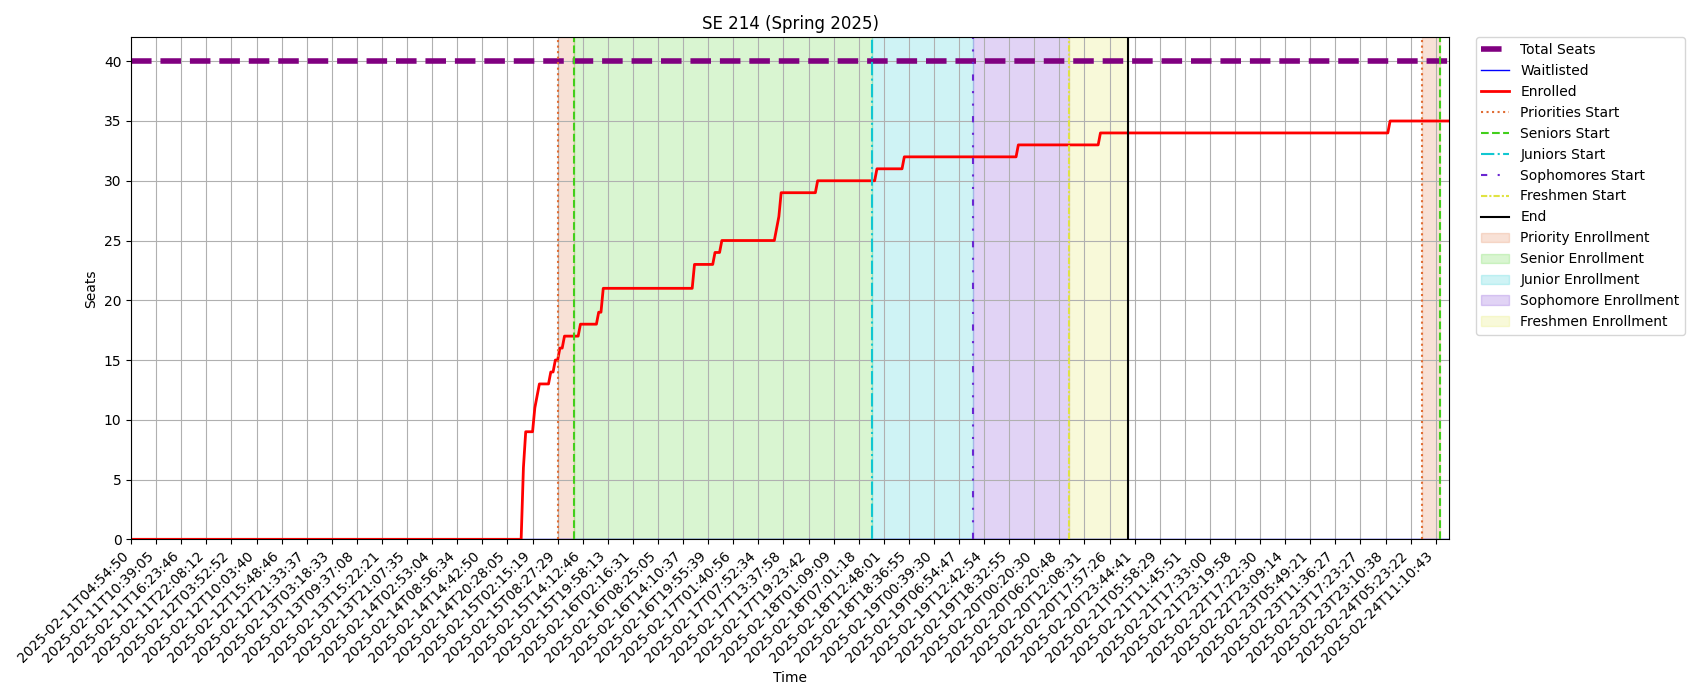 SE 214 (Spring 2025)
Seats
40
35
30
25
20
15
10
5
0
2025-02-11T04:54:50
2025-02-11T10:39:05
2025-02-11T16:23:46
2025-02-11T22:08:12
2025-02-12T03:52:52
2025-02-12T10:03:40
2025-02-12T15:48:46
2025-02-12T21:33:37
2025-02-13T03:18:33
2025-02-13T09:37:08
2025-02-13T15:22:21
2025-02-13T21:07:35
2025-02-14T02:53:04
2025-02-14T08:56:34
2025-02-14T14:42:50
2025-02-14T20:28:05
2025-02-15T02:15:19
2025-02-15T08:27:29
2025-02-15T14:12:46
2025-02-15T19:58:13
2025-02-16T02:16:31
2025-02-16T08:25:05
2025-02-16T14:10:37
2025-02-16T19:55:39
2025-02-17T01:40:56
2025-02-17T07:52:34
2025-02-17T13:37:58
2025-02-17T19:23:42
2025-02-18T01:09:09
2025-02-18T07:01:18
2025-02-18T12:48:01
2025-02-18T18:36:55
2025-02-19T00:39:30
2025-02-19T06:54:47
2025-02-19T12:42:54
2025-02-19T18:32:55
2025-02-20T00:20:30
2025-02-20T06:20:48
2025-02-20T12:08:31
2025-02-20T17:57:26
2025-02-20T23:44:41
2025-02-21T05:58:29
2025-02-21T11:45:51
2025-02-21T17:33:00
2025-02-21T23:19:58
2025-02-22T17:22:30
2025-02-22T23:09:14
2025-02-23T05:49:21
2025-02-23T11:36:27
2025-02-23T17:23:27
2025-02-23T23:10:38
2025-02-24T05:23:22
2025-02-24T11:10:43
Time
Total Seats
Waitlisted
Enrolled
Priorities Start
Seniors Start
Juniors Start
Sophomores Start
Freshmen Start
End
Priority Enrollment
Senior Enrollment
Junior Enrollment
Sophomore Enrollment
Freshmen Enrollment